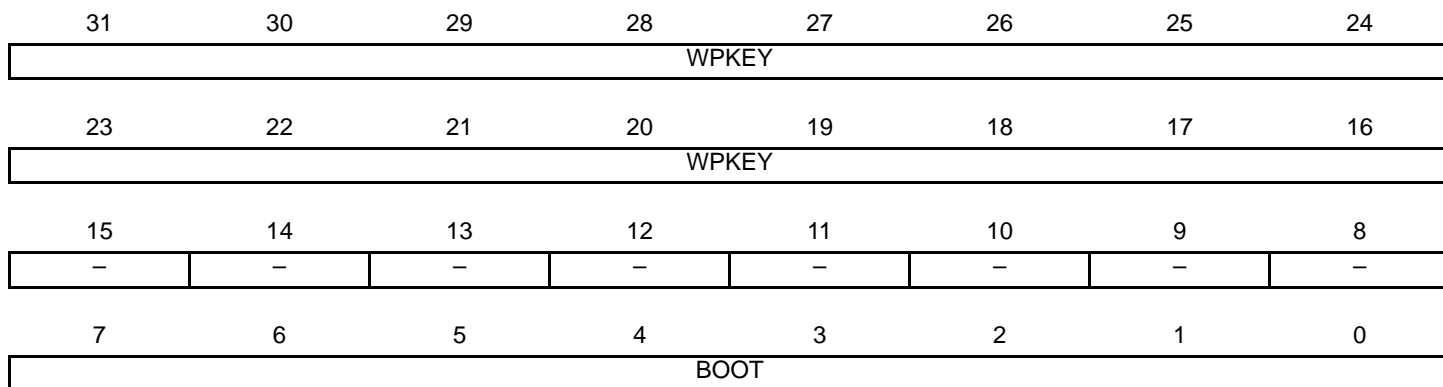 31 30 29 28 27 26 25 24
WPKEY
23 22 21 20 19 18 17 16
WPKEY
15 14 13 12 11 10 9 8
– – – – – – – –
7 6 5 4 3 2 1 0
BOOT